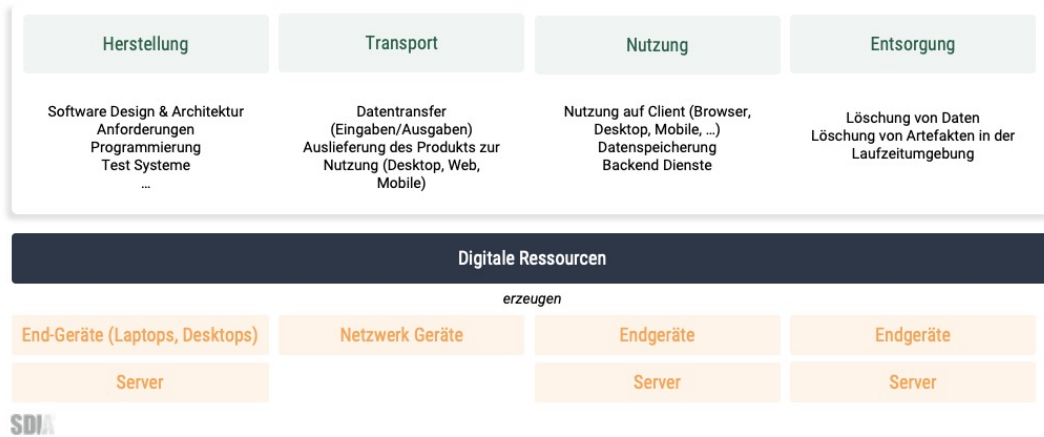 Herstellung
Transport
Nutzung
Entsorgung
Software Design & Architektur
Anforderungen
Programmierung
Test Systeme
...
Datentransfer
(Eingaben/Ausgaben)
Auslieferung des Produkts zur
Nutzung (Desktop, Web,
Mobile)
Nutzung auf Client (Browser,
Desktop, Mobile, ...)
Datenspeicherung
Backend Dienste
Löschung von Daten
Löschung von Artefakten in der
Laufzeitumgebung
Digitale Ressourcen
erzeugen
End-Geräte (Laptops, Desktops)
Netzwerk Geräte
Endgeräte
Endgeräte
Server
Server
Server
SDIA